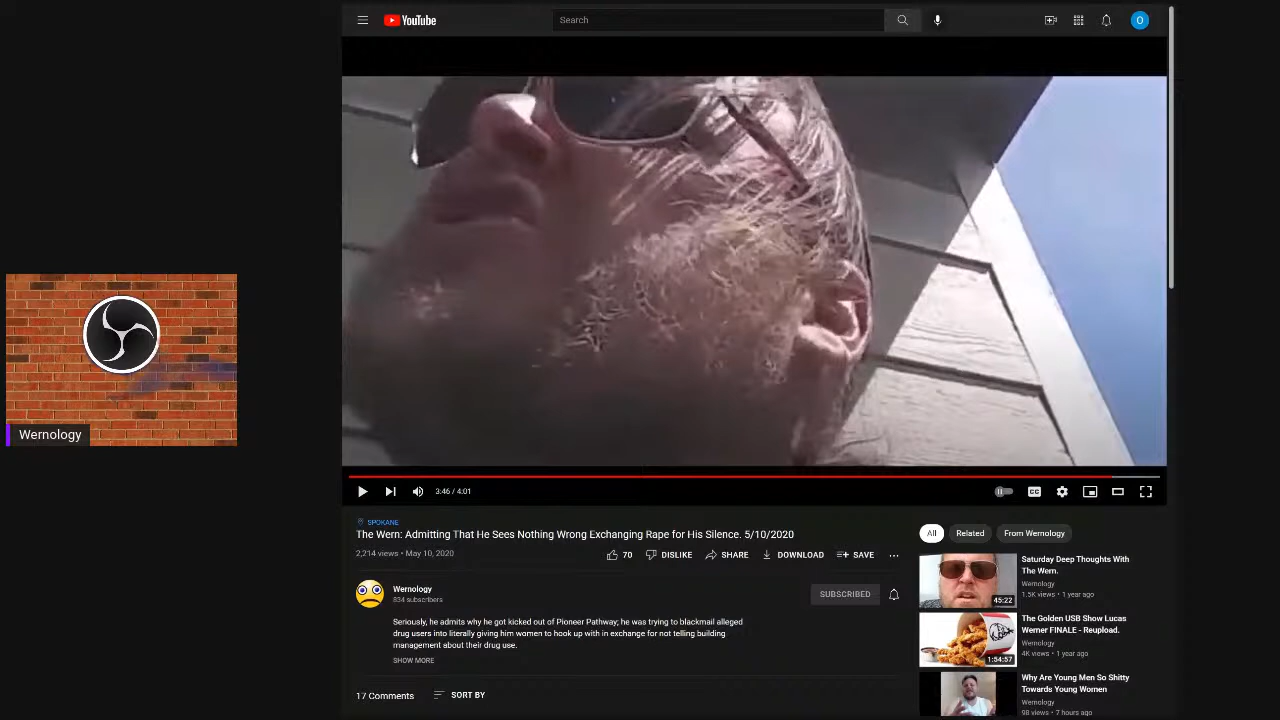 YouTube
Search
O
Wernology
3:46 / 4:01
CC
SPOKANE
The Wern: Admitting That He Sees Nothing Wrong Exchanging Rape for His Silence. 5/10/2020
2,214 views • May 10, 2020
70
DISLIKE
SHARE
DOWNLOAD
SAVE
Wernology
834 subscribers
SUBSCRIBED
Seriously, he admits why he got kicked out of Pioneer Pathway; he was trying to blackmail alleged
drug users into literally giving him women to hook up with in exchange for not telling building
management about their drug use.
SHOW MORE
17 Comments
SORT BY
All
Related
From Wernology
45:22
Saturday Deep Thoughts With
The Wern.
Wernology
1.5K views • 1 year ago
1:54:57
The Golden USB Show Lucas
Werner FINALE - Reupload.
Wernology
4K views • 1 year ago
Why Are Young Men So Shitty
Towards Young Women
Wernology
98 views • 7 hours ago